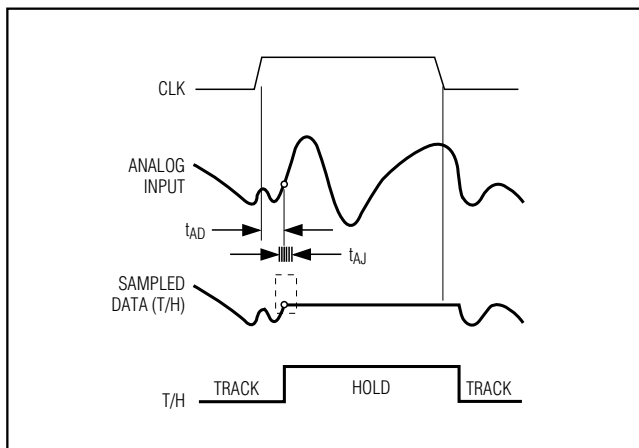 CLK
ANALOG
INPUT
tAD
tAJ
SAMPLED
DATA (T/H)
TRACK
HOLD
TRACK
T/H